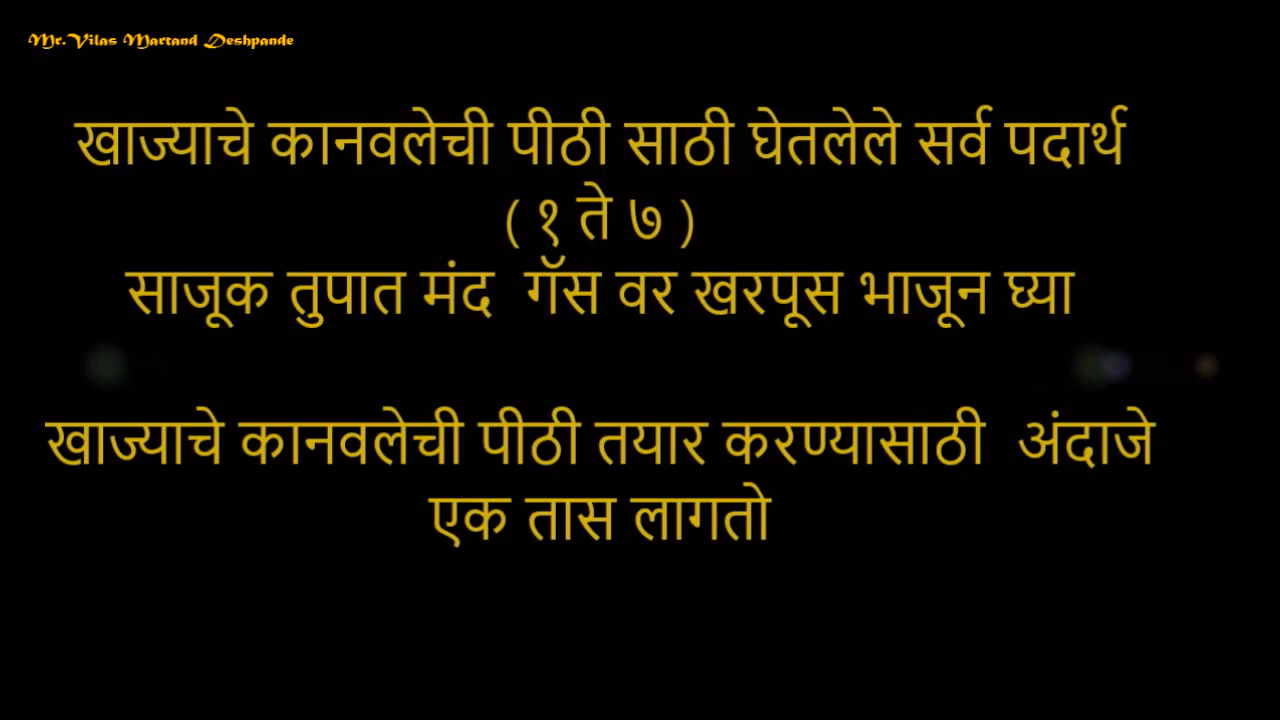 Mr.Vilas Martand Deshpande
खाज्याचे कानवलेची पीठी साठी घेतलेले सर्व पदार्थ
( १ ते ७ )
साजूक तुपात मंद गॅस वर खरपूस भाजून घ्या
खाज्याचे कानवलेची पीठी तयार करण्यासाठी अंदाजे
एक तास लागतो